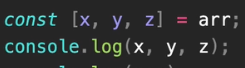 const [x, y, z] = arr;
console.log(x, y, z);